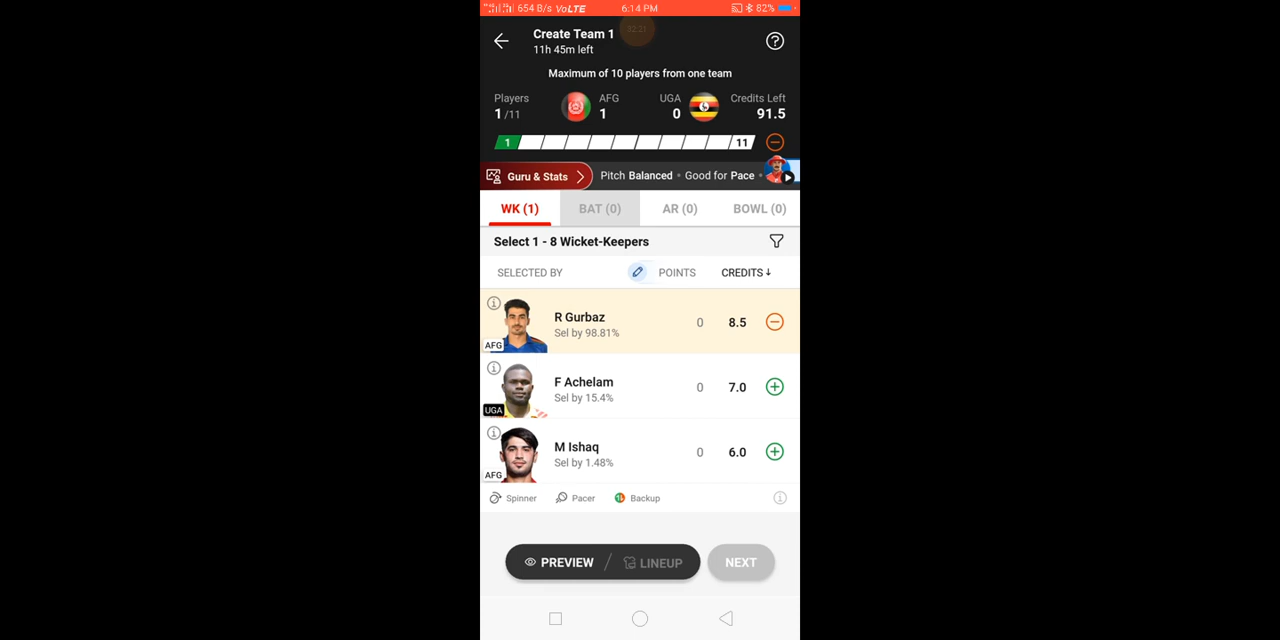 654 B/s VoLTE 6:14 PM 82%
Create Team 1
11h 45m left
02:21
Maximum of 10 players from one team
Players AFG UGA Credits Left
1/11 1 0 91.5
1 11
Guru & Stats Pitch Balanced • Good for Pace •
WK (1) BAT (0) AR (0) BOWL (0)
Select 1 - 8 Wicket-Keepers
SELECTED BY POINTS CREDITS↓
R Gurbaz 0 8.5
Sel by 98.81%
AFG
F Achelam 0 7.0
Sel by 15.4%
UGA
M Ishaq 0 6.0
Sel by 1.48%
AFG
Spinner Pacer Backup
PREVIEW / LINEUP NEXT